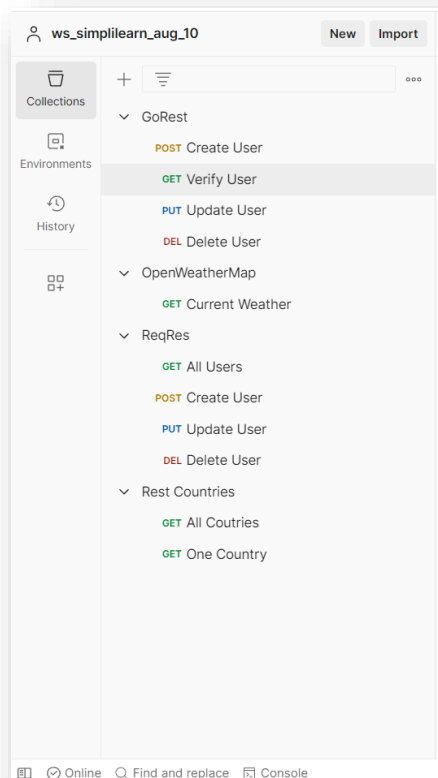 ws_simplilearn_aug_10 New Import
Collections
Environments
History
GoRest
POST Create User
GET Verify User
PUT Update User
DEL Delete User
OpenWeatherMap
GET Current Weather
ReqRes
GET All Users
POST Create User
PUT Update User
DEL Delete User
Rest Countries
GET All Coutries
GET One Country
Online Find and replace Console